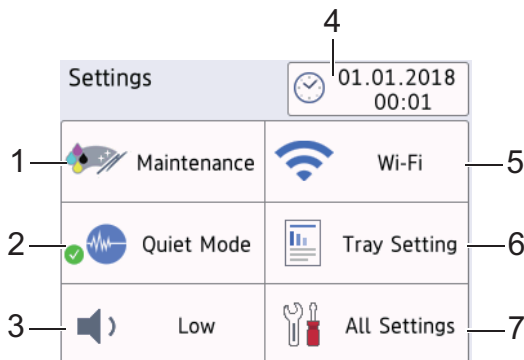 4
Settings
01.01.2018
00:01
1
Maintenance
Wi-Fi
5
2
Quiet Mode
Tray Setting
6
3
Low
All Settings
7